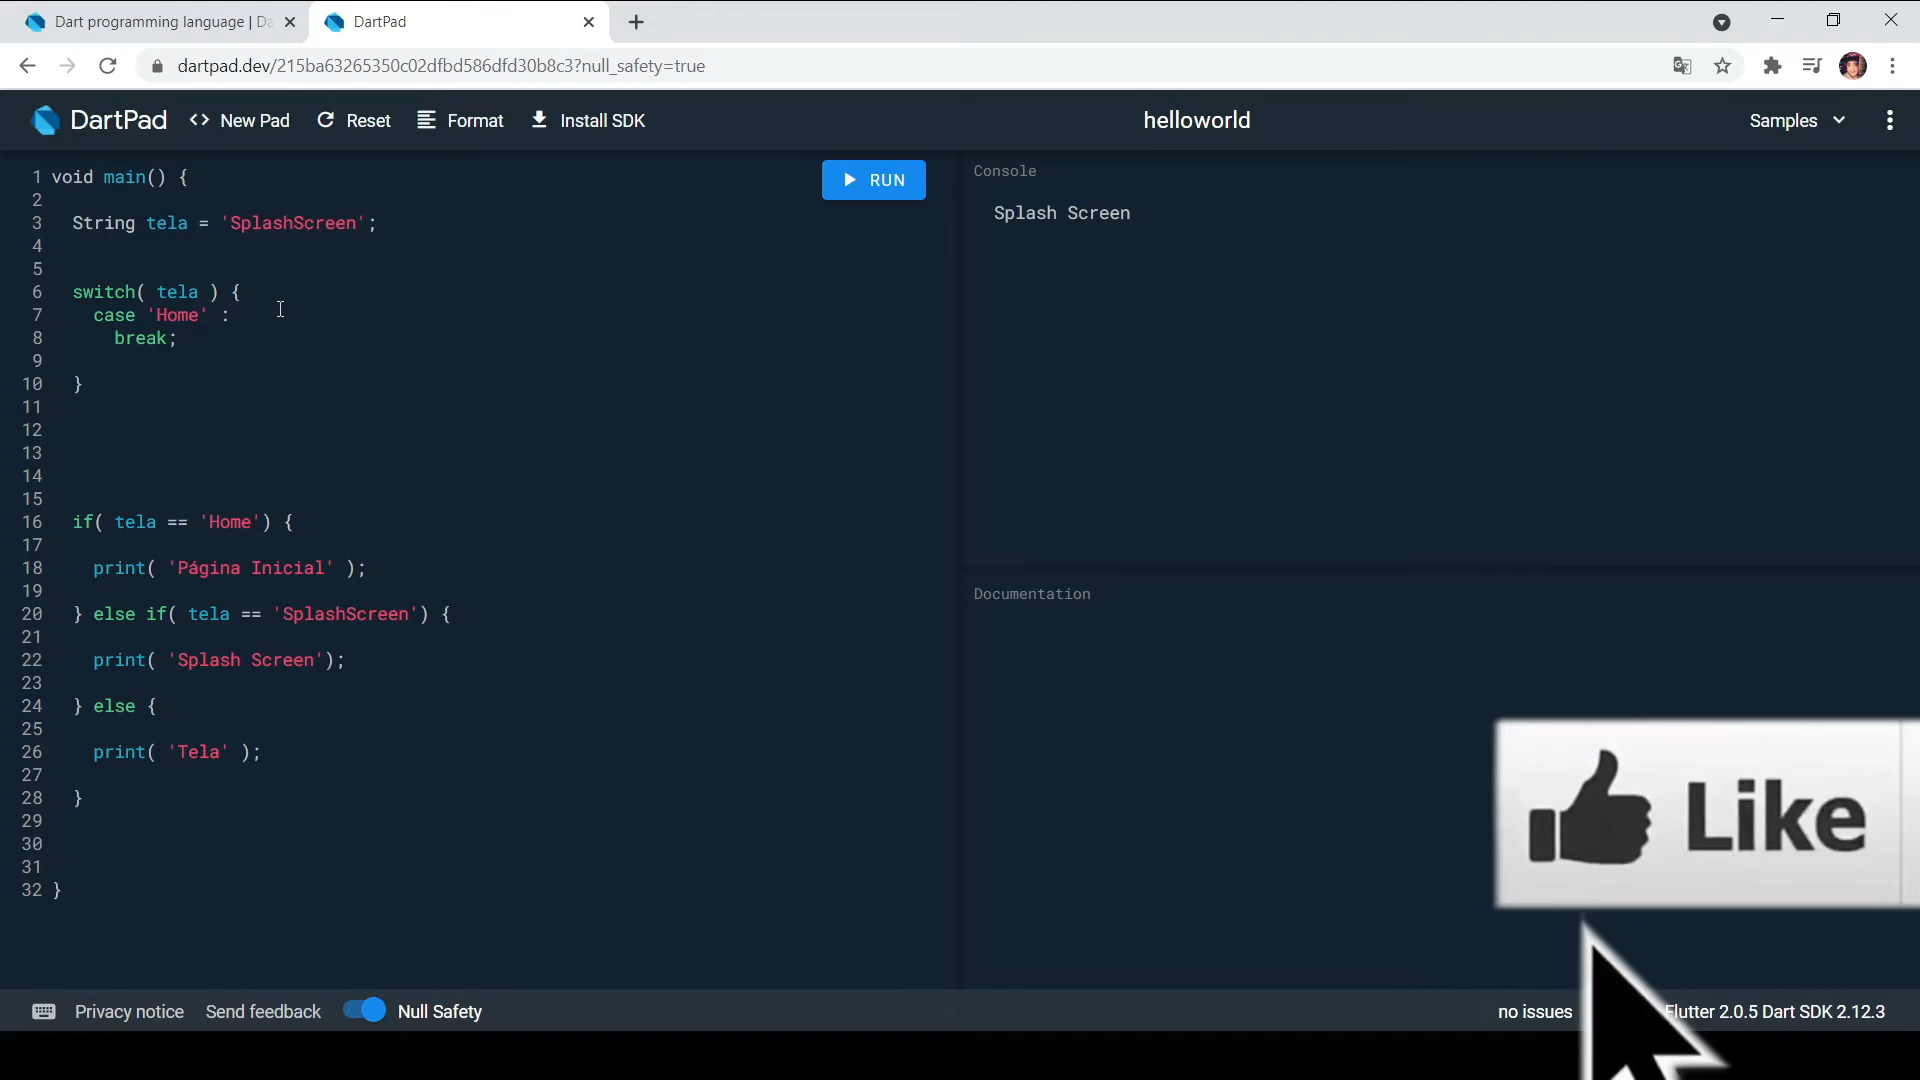 Dart programming language | Da
DartPad
dartpad.dev/215ba63265350c02dfbd586dfd30b8c3?null_safety=true
DartPad
<> New Pad
Reset
Format
Install SDK
helloworld
Samples
1 void main() {
2
3 String tela = 'SplashScreen';
4
5
6 switch( tela ) {
7 case 'Home' :
8 break;
9
10 }
11
12
13
14
15
16 if( tela == 'Home') {
17
18 print( 'Página Inicial' );
19
20 } else if( tela == 'SplashScreen') {
21
22 print( 'Splash Screen');
23
24 } else {
25
26 print( 'Tela' );
27
28 }
29
30
31
32 }
RUN
Console
Splash Screen
Documentation
Like
Privacy notice
Send feedback
Null Safety
no issues
Flutter 2.0.5 Dart SDK 2.12.3